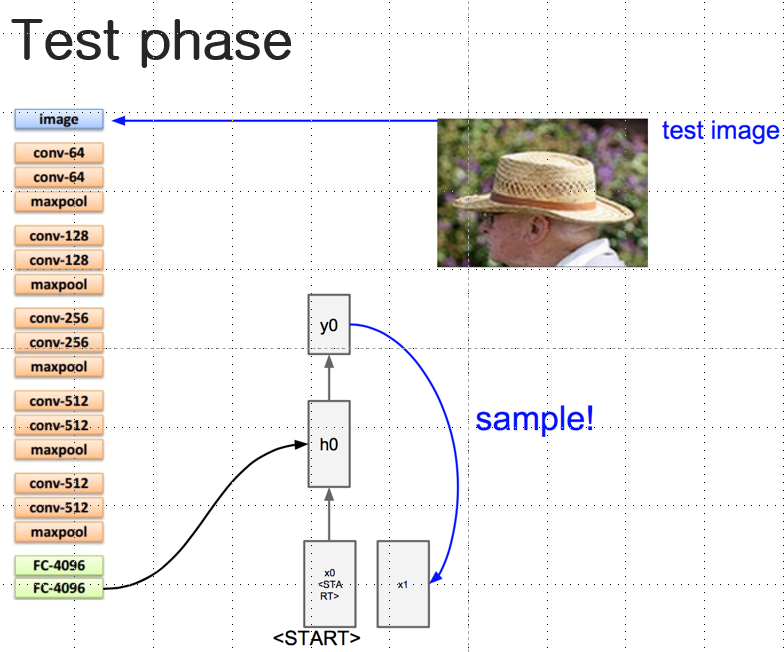 Test phase
image
test image
conv-64
conv-64
maxpool
conv-128
conv-128
maxpool
conv-256
conv-256
maxpool
conv-512
conv-512
maxpool
conv-512
conv-512
maxpool
FC-4096
FC-4096
y0
sample!
h0
x0
<STA
RT>
x1
<START>